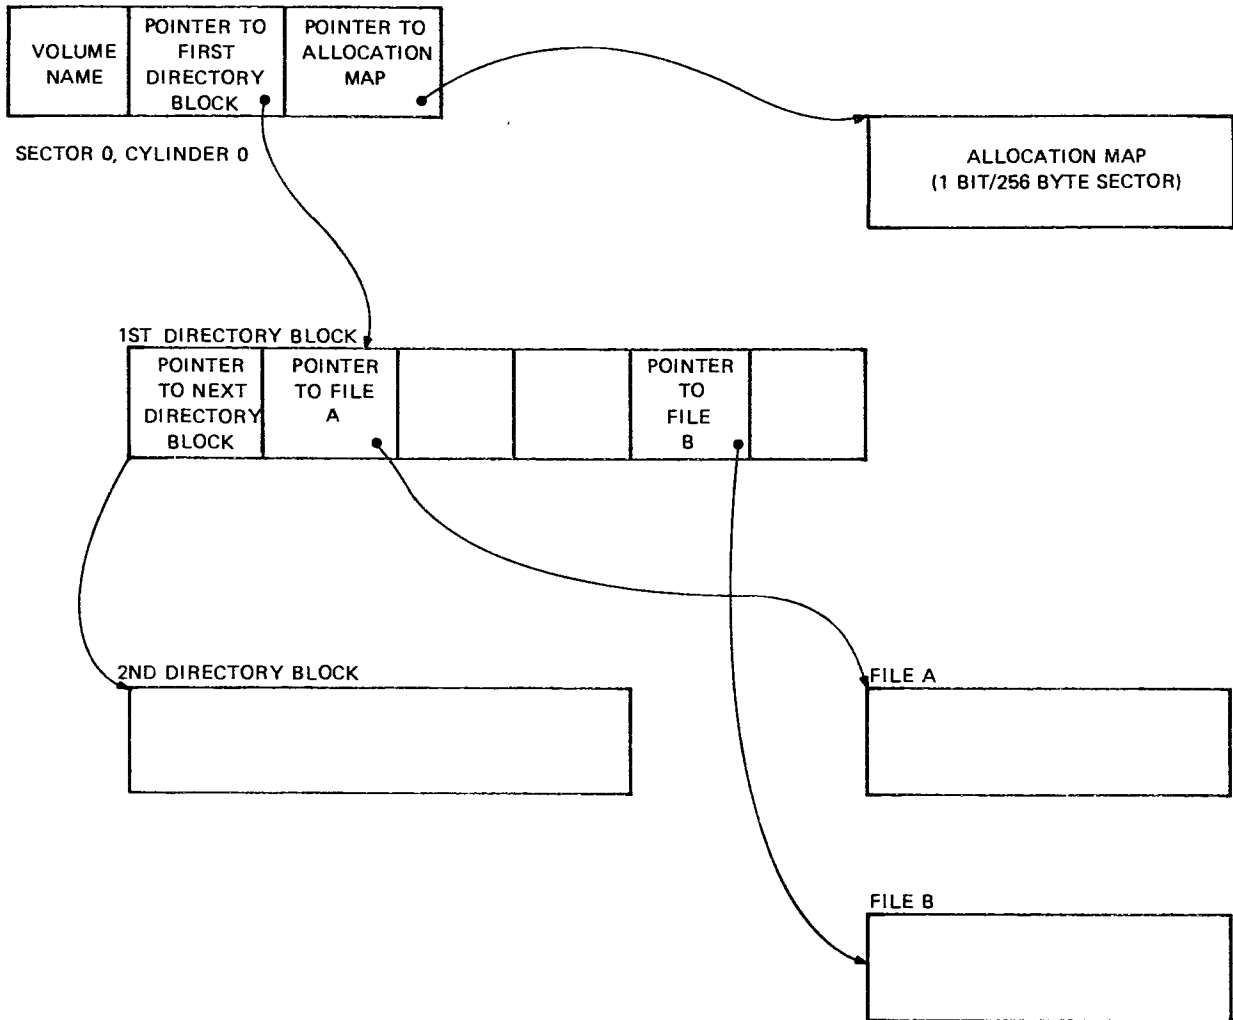 VOLUME
NAME
POINTER TO
FIRST
DIRECTORY
BLOCK
POINTER TO
ALLOCATION
MAP
SECTOR 0, CYLINDER 0
ALLOCATION MAP
(1 BIT/256 BYTE SECTOR)
1ST DIRECTORY BLOCK
POINTER
TO NEXT
DIRECTORY
BLOCK
POINTER
TO FILE
A
POINTER
TO
FILE
B
2ND DIRECTORY BLOCK
FILE A
FILE B